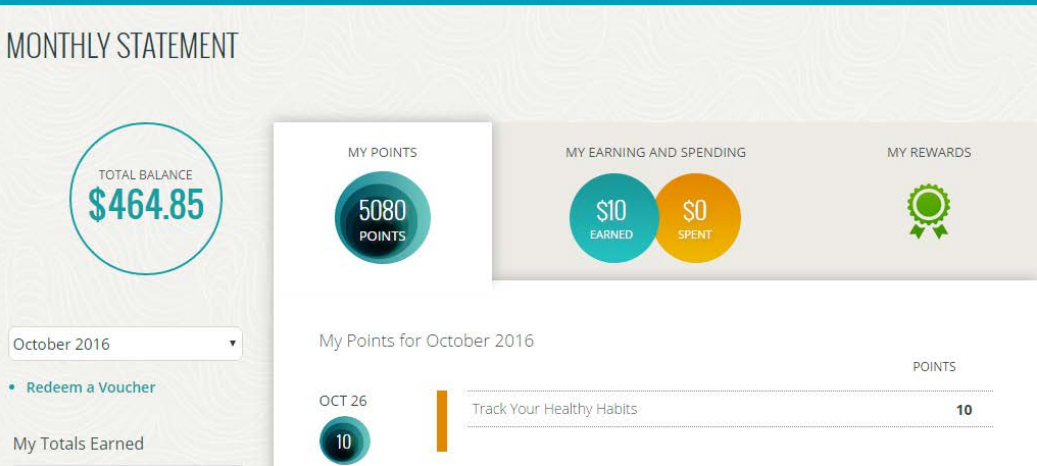 MONTHLY STATEMENT
TOTAL BALANCE
$464.85
October 2016
Redeem a Voucher
My Totals Earned
MY POINTS
5080
POINTS
MY EARNING AND SPENDING
$10
EARNED
$0
SPENT
MY REWARDS
My Points for October 2016
POINTS
OCT 26
10
Track Your Healthy Habits 10